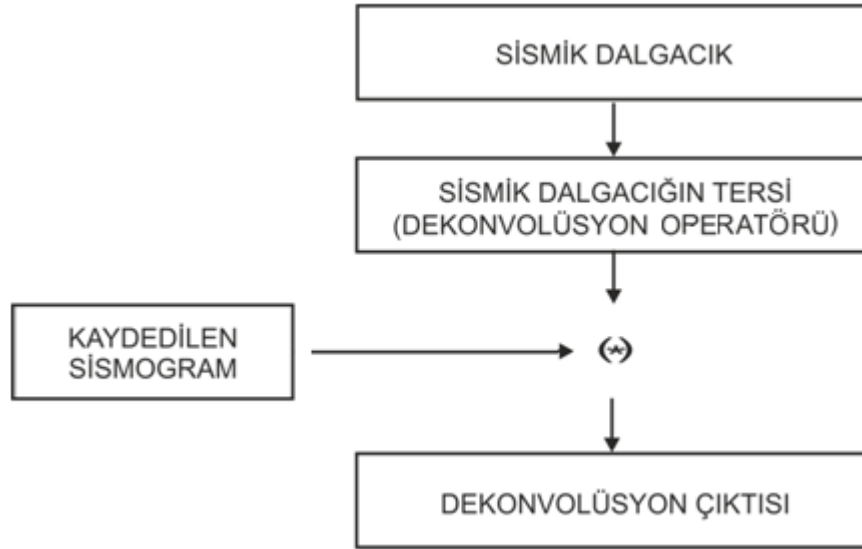 SİSMİK DALGACIK
SİSMİK DALGACIĞIN TERSİ
(DEKONVOLÜSYON OPERATÖRÜ)
KAYDEDİLEN
SİSMOGRAM
(*)
DEKONVOLÜSYON ÇIKTISI